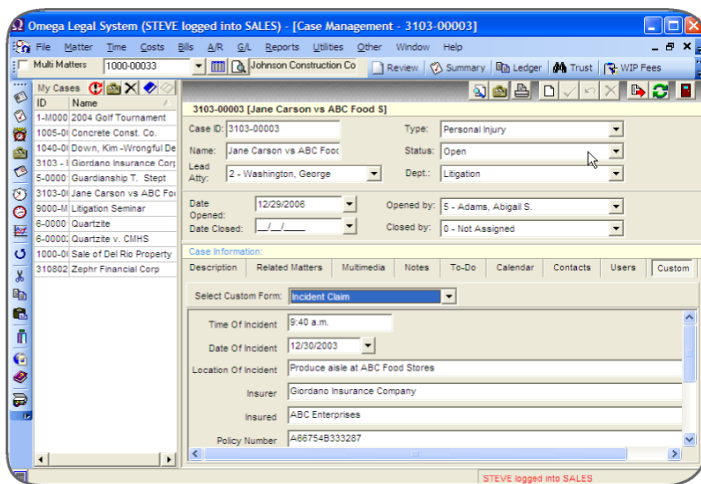 Omega Legal System (STEVE logged into SALES) - [Case Management - 3103-00003]
File Matter Time Costs Bills A/R G/L Reports Utilities Other Window Help
Multi Matters 1000-00033 Johnson Construction Co Review Summary Ledger Trust WIP Fees
My Cases
ID Name
1-M000 2004 Golf Tournament
1005-0 Concrete Const. Co.
1040-0 Down, Kim -Wrongful De
3103 - Giordano Insurance Corp
5-0000 Guardianship T. Stept
3103-0 Jane Carson vs ABC Fo
9000-M Litigation Seminar
6-0000 Quartzite
6-0000 Quartzite v. CMHS
1000-0 Sale of Del Rio Property
310802 Zephr Financial Corp
3103-00003 [Jane Carson vs ABC Food S]
Case ID: 3103-00003 Type: Personal Injury
Name: Jane Carson vs ABC Food Status: Open
Lead Atty: 2 - Washington, George Dept.: Litigation
Date Opened: 12/29/2006 Opened by: 5 - Adams, Abigail S.
Date Closed: __/__/__ Closed by: 0 - Not Assigned
Case Information:
Description Related Matters Multimedia Notes To-Do Calendar Contacts Users Custom
Select Custom Form: Incident Claim
Time Of Incident 9:40 a.m.
Date Of Incident 12/30/2003
Location Of Incident Produce aisle at ABC Food Stores
Insurer Giordano Insurance Company
Insured ABC Enterprises
Policy Number A66754B333287
STEVE logged into SALES